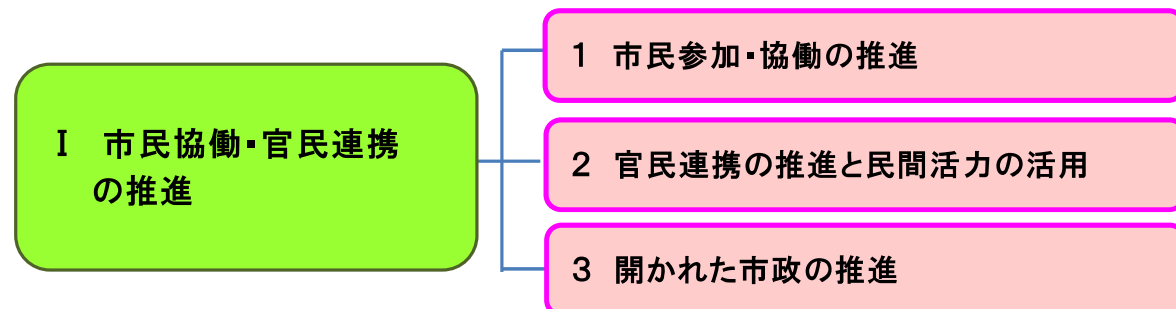 Ⅰ 市民協働・官民連携
の推進
1 市民参加・協働の推進
2 官民連携の推進と民間活力の活用
3 開かれた市政の推進